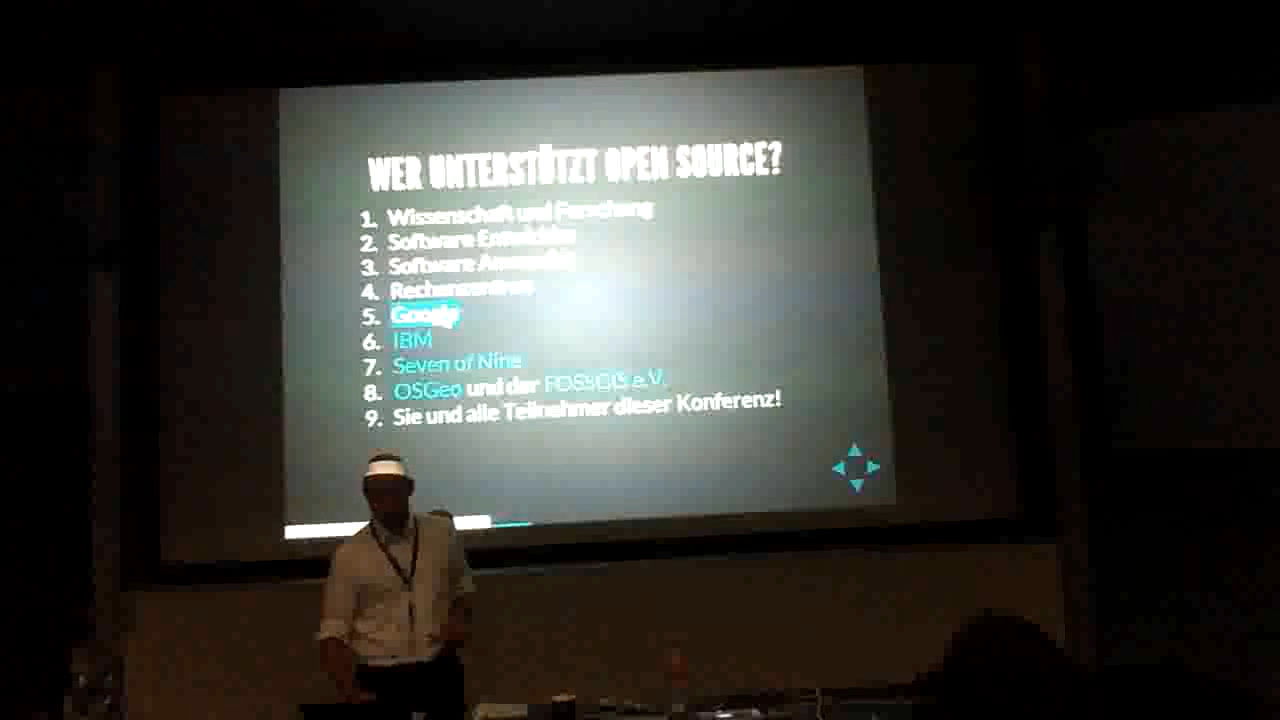 WER UNTERSTÜTZT OPEN SOURCE?
1. Wissenschaft und Forschung
2. Software Entwickler
3. Software Anwender
4. Rechenzentren
5. Google
6. IBM
7. Seven of Nine
8. OSGeo und der FOSSGIS e.V.
9. Sie und alle Teilnehmer dieser Konferenz!